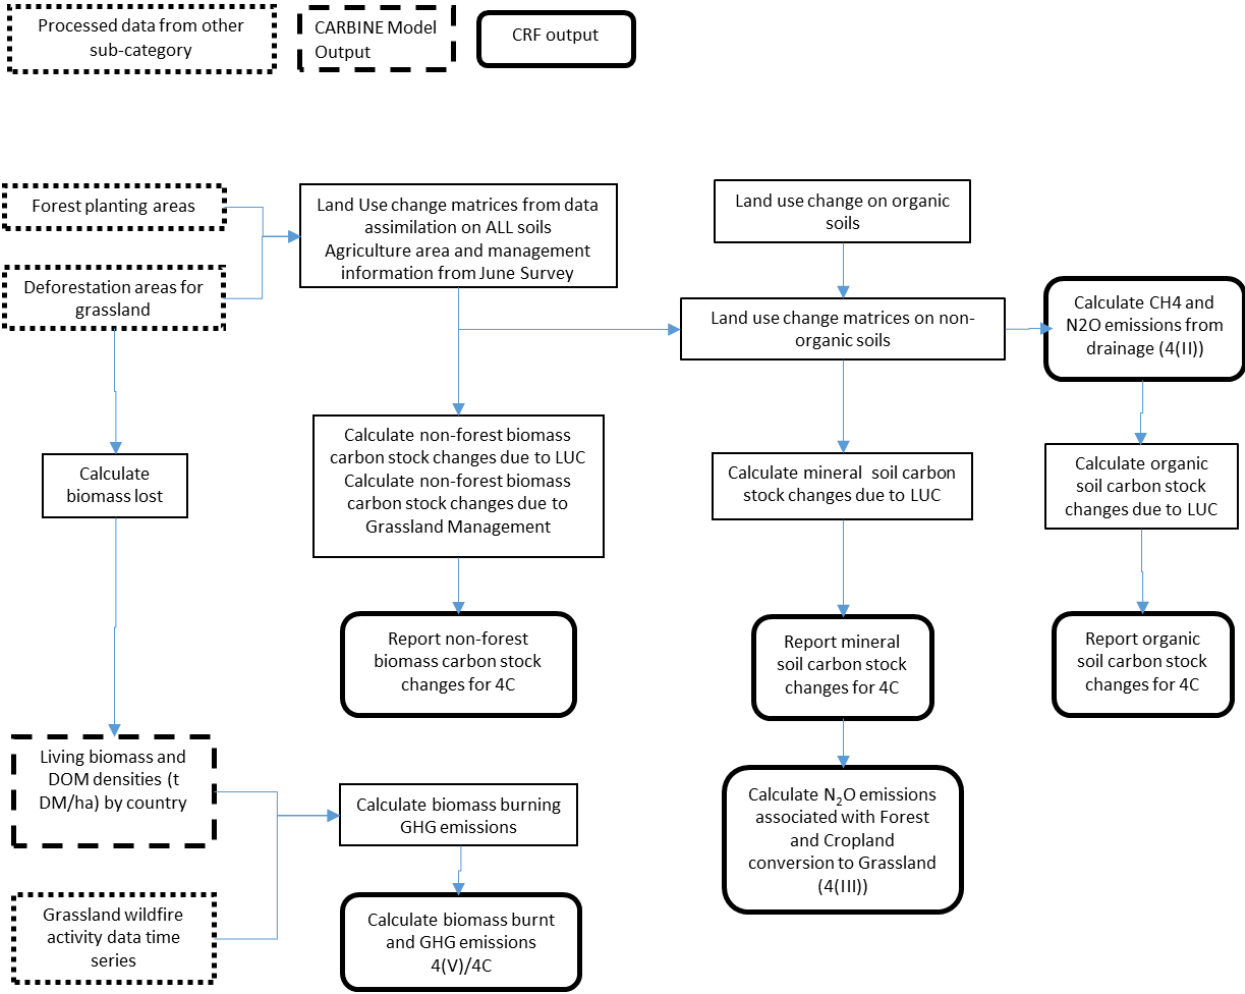 Processed data from other
sub-category
CARBINE Model
Output
CRF output
Forest planting areas
Deforestation areas for
grassland
Land Use change matrices from data
assimilation on ALL soils
Agriculture area and management
information from June Survey
Land use change on organic
soils
Land use change matrices on non-
organic soils
Calculate CH4 and
N2O emissions from
drainage (4(II))
Calculate
biomass lost
Calculate non-forest biomass
carbon stock changes due to LUC
Calculate non-forest biomass
carbon stock changes due to
Grassland Management
Calculate mineral  soil carbon
stock changes due to LUC
Calculate organic
soil carbon stock
changes due to LUC
Report non-forest
biomass carbon stock
changes for 4C
Report mineral
soil carbon stock
changes for 4C
Report organic
soil carbon stock
changes for 4C
Living biomass and
DOM densities (t
DM/ha) by country
Calculate biomass burning
GHG emissions
Calculate N₂O emissions
associated with Forest
and Cropland
conversion to Grassland
(4(III))
Grassland wildfire
activity data time
series
Calculate biomass burnt
and GHG emissions
4(V)/4C